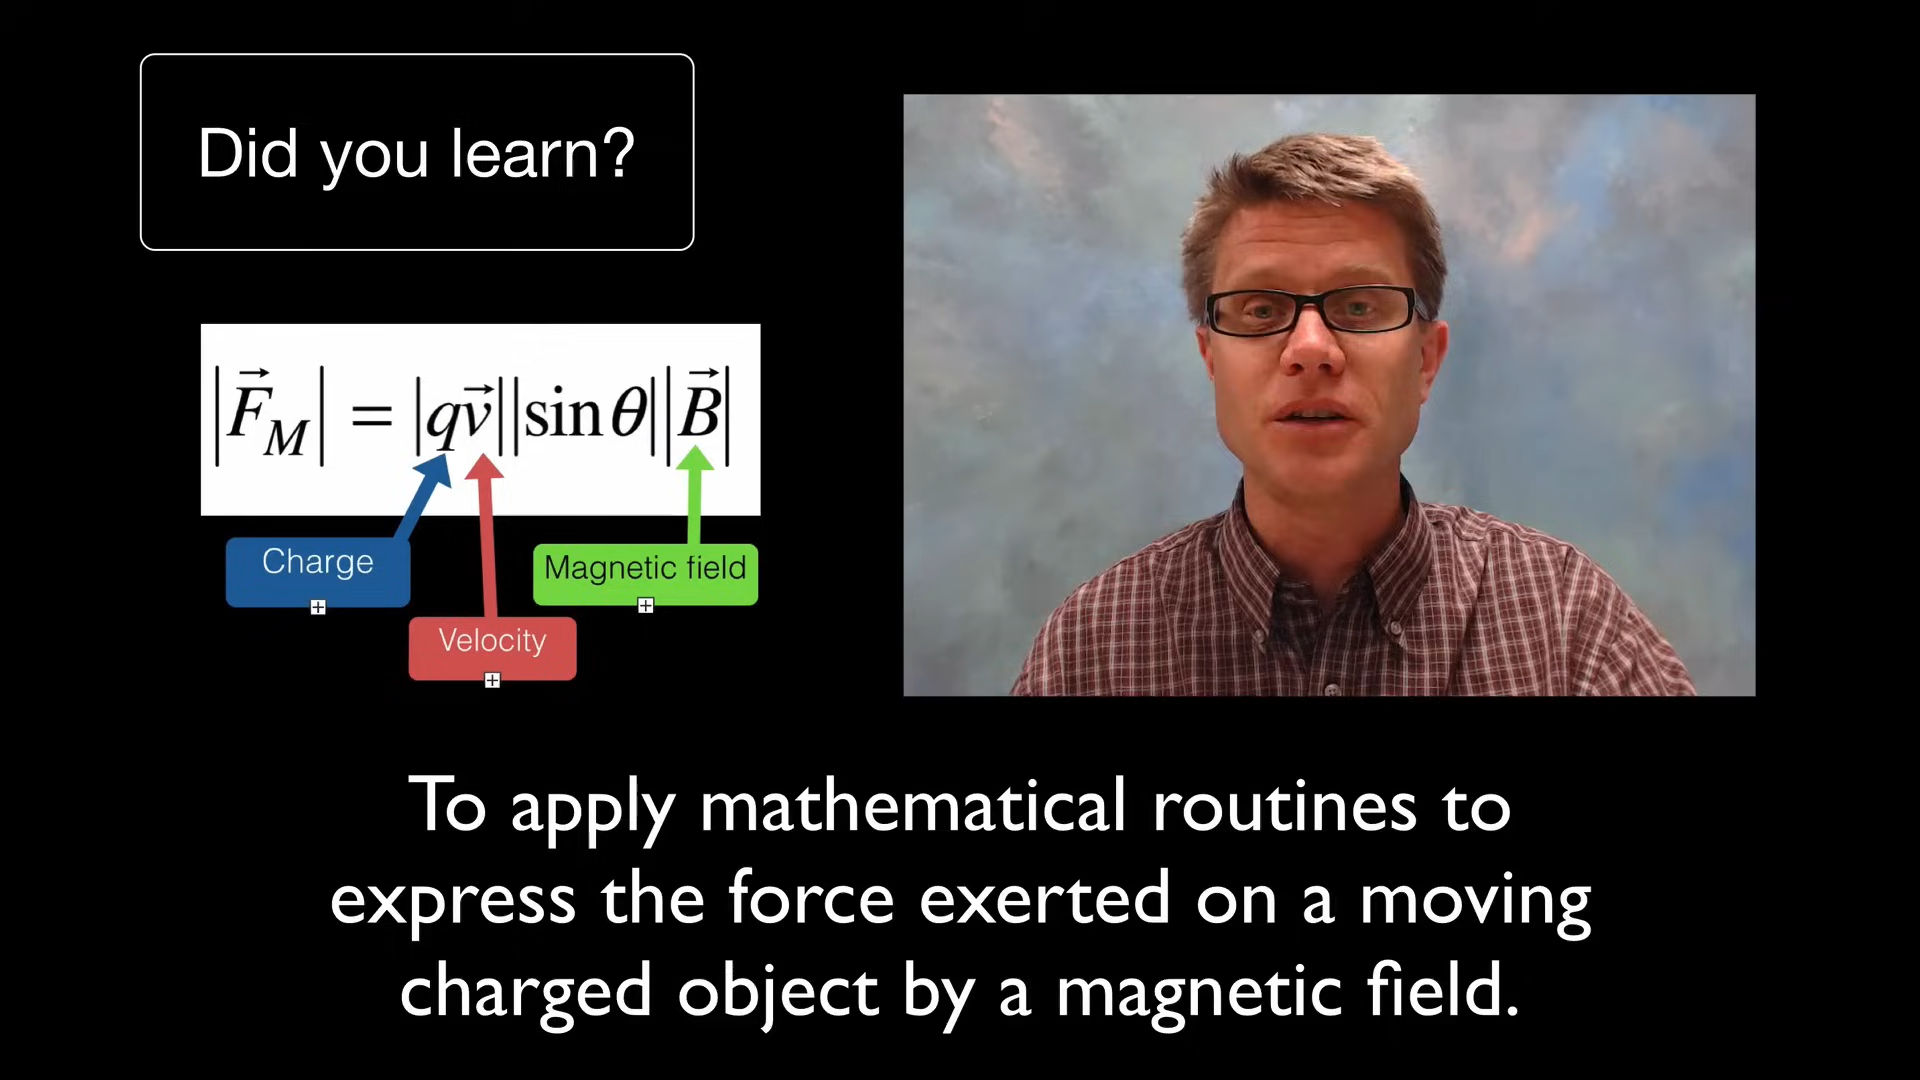 Did you learn?
|F⃗_M| = |qv⃗||sin θ||B⃗|
Charge
Magnetic field
Velocity
To apply mathematical routines to
express the force exerted on a moving
charged object by a magnetic field.